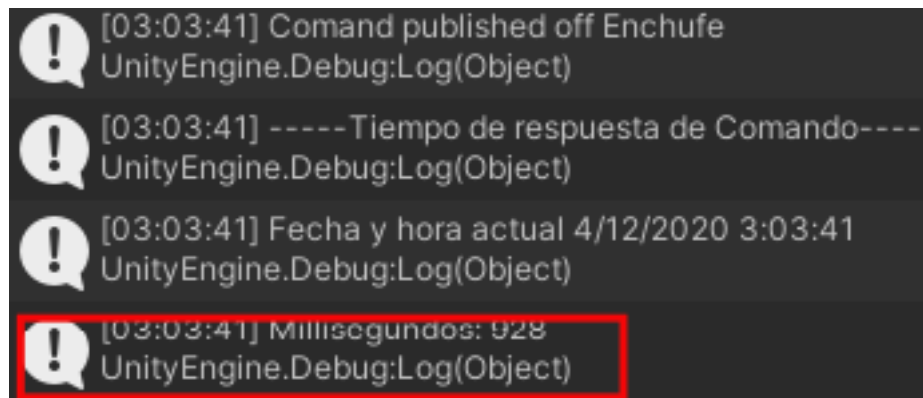 [03:03:41] Comand published off Enchufe
UnityEngine.Debug:Log(Object)
[03:03:41] -----Tiempo de respuesta de Comando----
UnityEngine.Debug:Log(Object)
[03:03:41] Fecha y hora actual 4/12/2020 3:03:41
UnityEngine.Debug:Log(Object)
[03:03:41] Millisegundos: 928
UnityEngine.Debug:Log(Object)